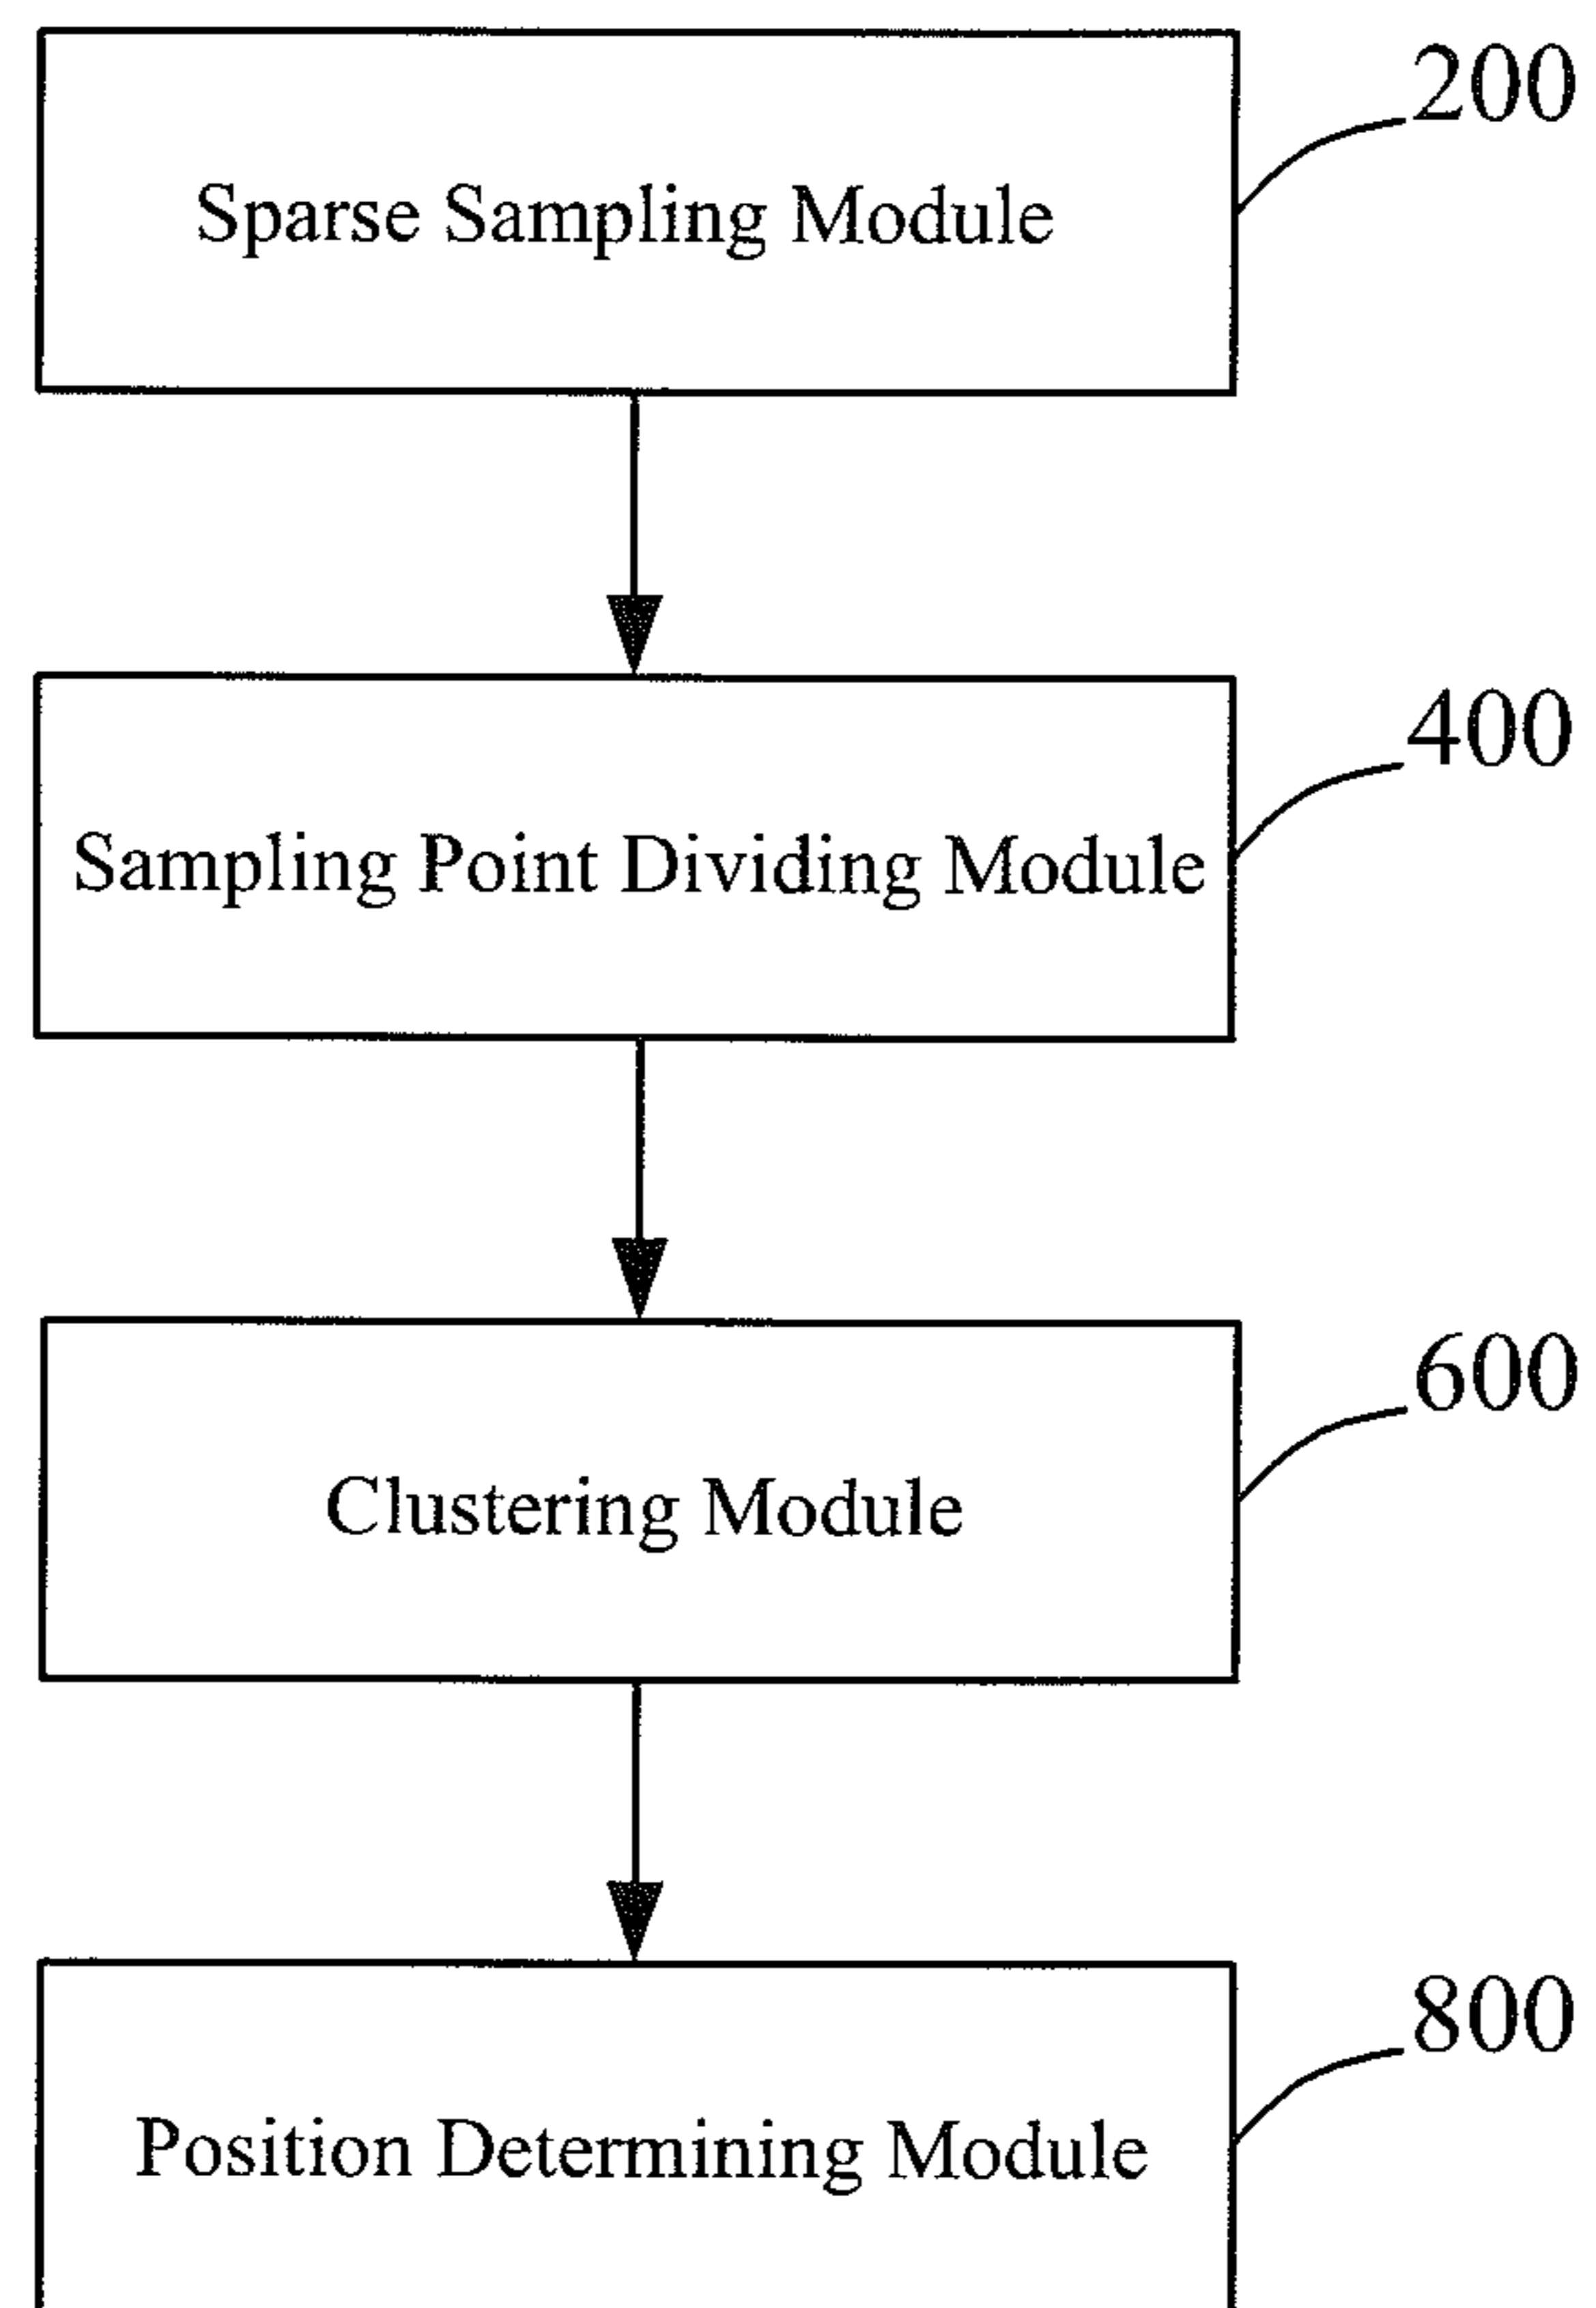 200
Sparse Sampling Module
400
Sampling Point Dividing Module
600
Clustering Module
800
Position Determining Module